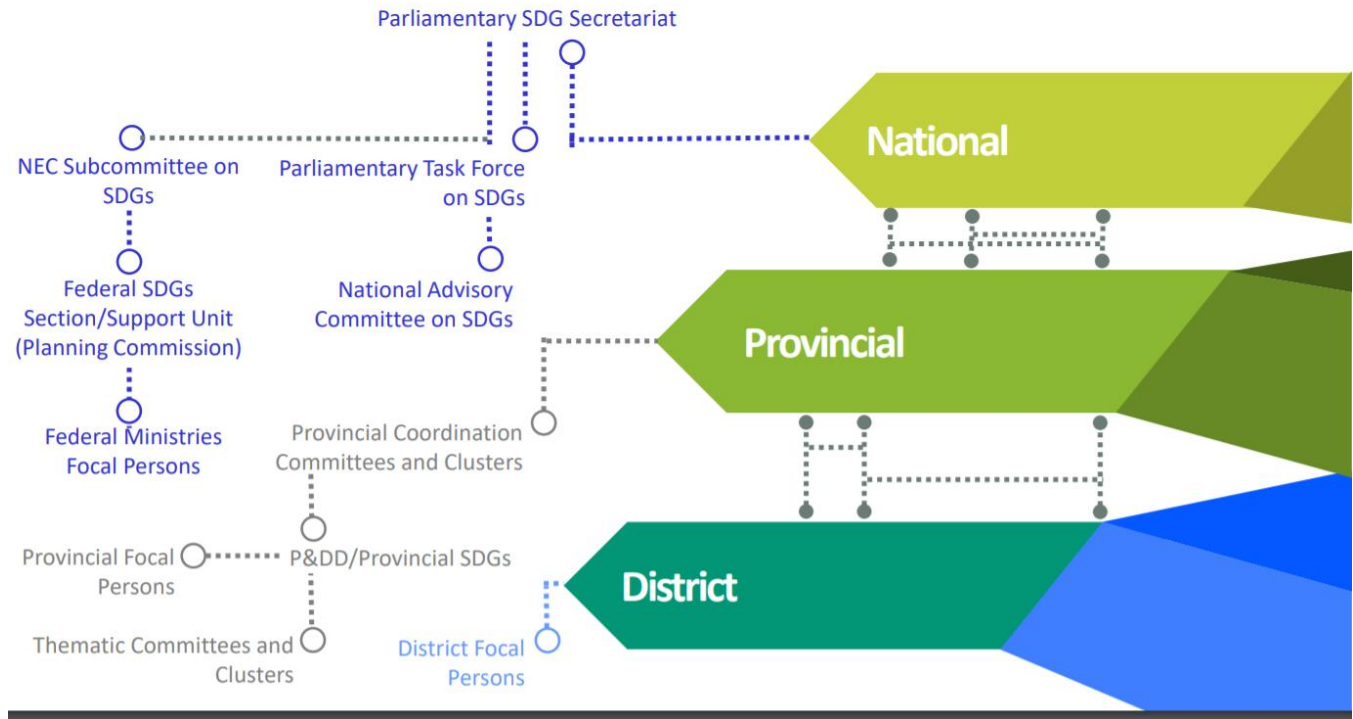 Parliamentary SDG Secretariat
National
NEC Subcommittee on
SDGs
Parliamentary Task Force
on SDGs
Federal SDGs
Section/Support Unit
(Planning Commission)
National Advisory
Committee on SDGs
Provincial
Federal Ministries
Focal Persons
Provincial Coordination
Committees and Clusters
Provincial Focal
Persons
P&DD/Provincial SDGs
District
Thematic Committees and
Clusters
District Focal
Persons